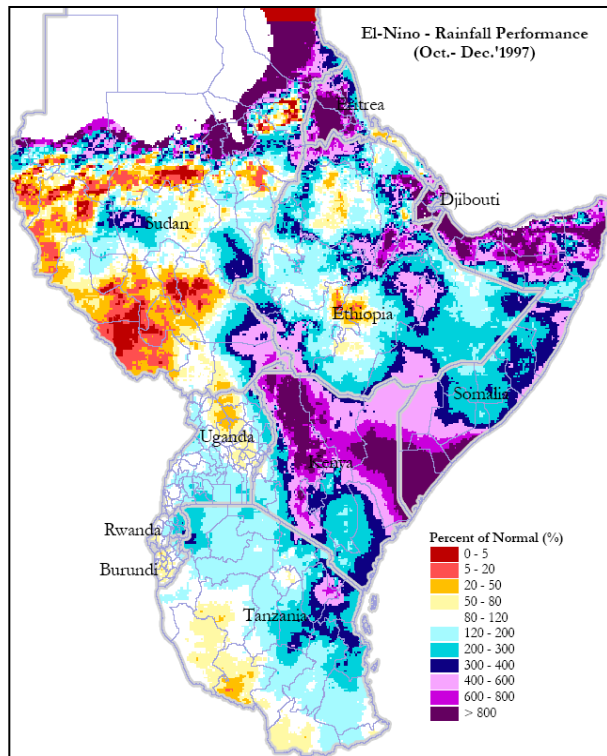 El-Nino - Rainfall Performance
(Oct.- Dec.'1997)
Eritrea
Djibouti
Sudan
Ethiopia
Somalia
Uganda
Kenya
Rwanda
Burundi
Tanzania
Percent of Normal (%)
0 - 5
5 - 20
20 - 50
50 - 80
80 - 120
120 - 200
200 - 300
300 - 400
400 - 600
600 - 800
> 800